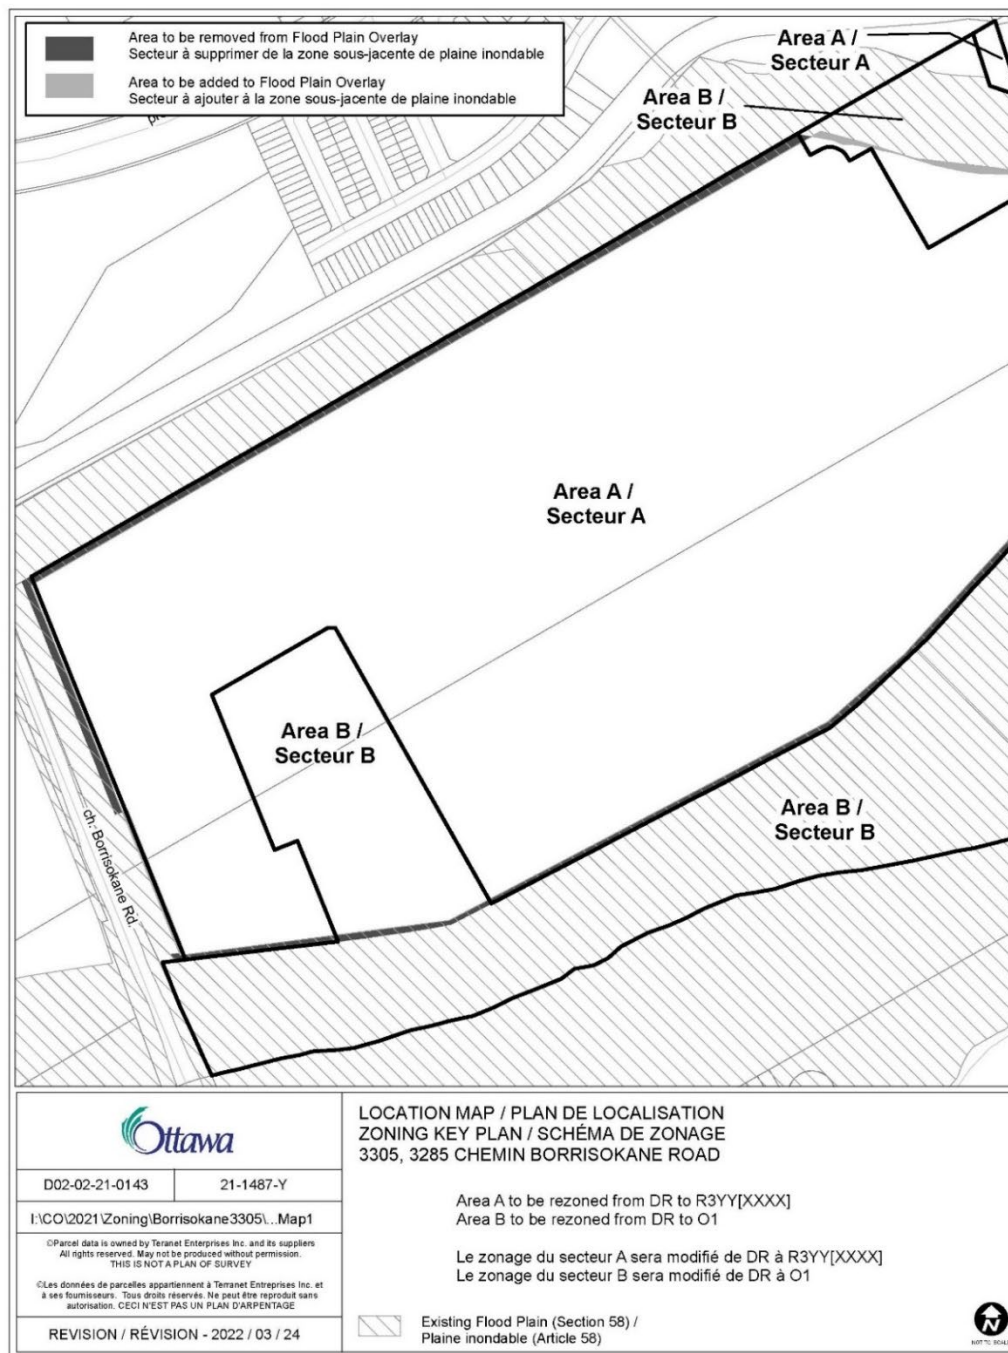 Area to be removed from Flood Plain Overlay
Secteur à supprimer de la zone sous-jacente de plaine inondable
Area to be added to Flood Plain Overlay
Secteur à ajouter à la zone sous-jacente de plaine inondable
Area A /
Secteur A
Area B /
Secteur B
Area A /
Secteur A
Area B /
Secteur B
Area B /
Secteur B
ch. Borrisokane Rd.
Ottawa
D02-02-21-0143
21-1487-Y
I:\CO\2021\Zoning\Borrisokane3305\...Map1
©Parcel data is owned by Teranet Enterprises Inc. and its suppliers
All rights reserved. May not be produced without permission.
THIS IS NOT A PLAN OF SURVEY
©Les données de parcelles appartiennent à Terranet Entreprises Inc. et
à ses fournisseurs. Tous droits réservés. Ne peut être reproduit sans
autorisation. CECI N'EST PAS UN PLAN D'ARPENTAGE
REVISION / RÉVISION - 2022 / 03 / 24
LOCATION MAP / PLAN DE LOCALISATION
ZONING KEY PLAN / SCHÉMA DE ZONAGE
3305, 3285 CHEMIN BORRISOKANE ROAD
Area A to be rezoned from DR to R3YY[XXXX]
Area B to be rezoned from DR to O1
Le zonage du secteur A sera modifié de DR à R3YY[XXXX]
Le zonage du secteur B sera modifié de DR à O1
Existing Flood Plain (Section 58) /
Plaine inondable (Article 58)
N
NOT TO SCALE